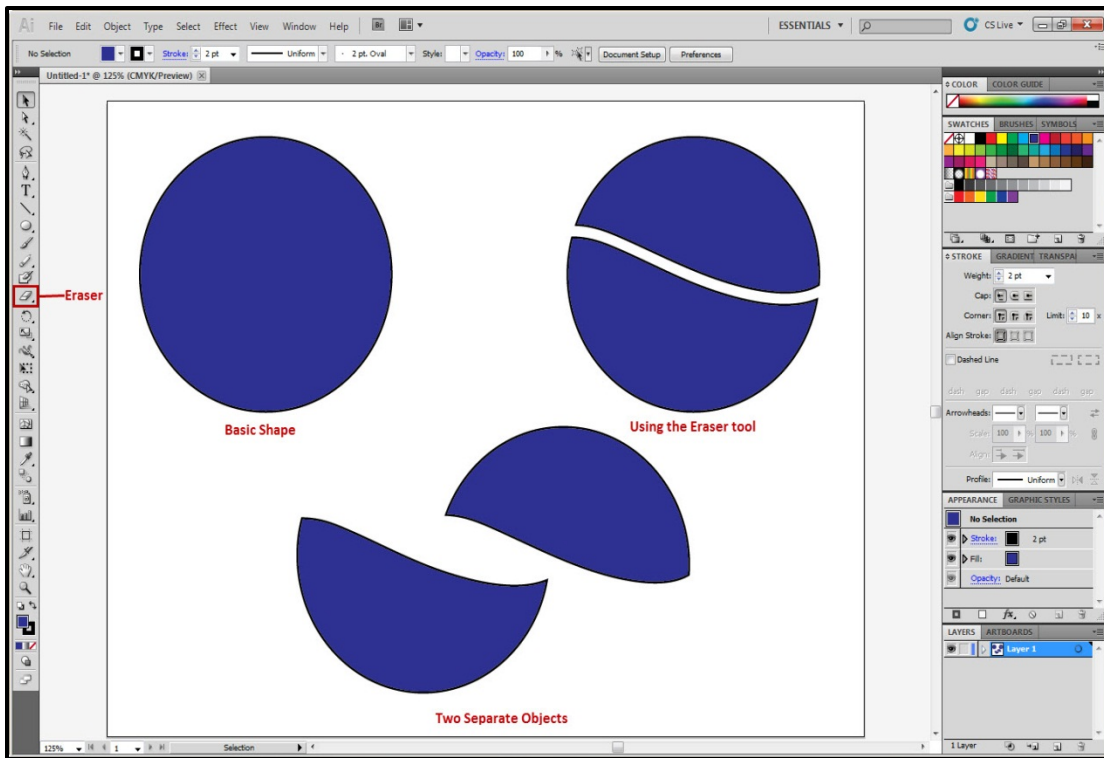 Ai File Edit Object Type Select Effect View Window Help Br ESSENTIALS CS Live
No Selection Stroke: 2 pt Uniform 2 pt. Oval Style: Opacity: 100 % Document Setup Preferences
Untitled-1* @ 125% (CMYK/Preview)
COLOR COLOR GUIDE
SWATCHES BRUSHES SYMBOLS
STROKE GRADIENT TRANSPA
Weight: 2 pt
Cap:
Corner: Limit: 10 x
Align Stroke:
Dashed Line
dash gap dash gap dash gap
Arrowheads:
Scale: 100 % 100 %
Align:
Profile: Uniform
APPEARANCE GRAPHIC STYLES
No Selection
Stroke: 2 pt
Fill:
Opacity: Default
fx
LAYERS ARTBOARDS
Layer 1
1 Layer
Eraser
Basic Shape
Using the Eraser tool
Two Separate Objects
125% 1 Selection